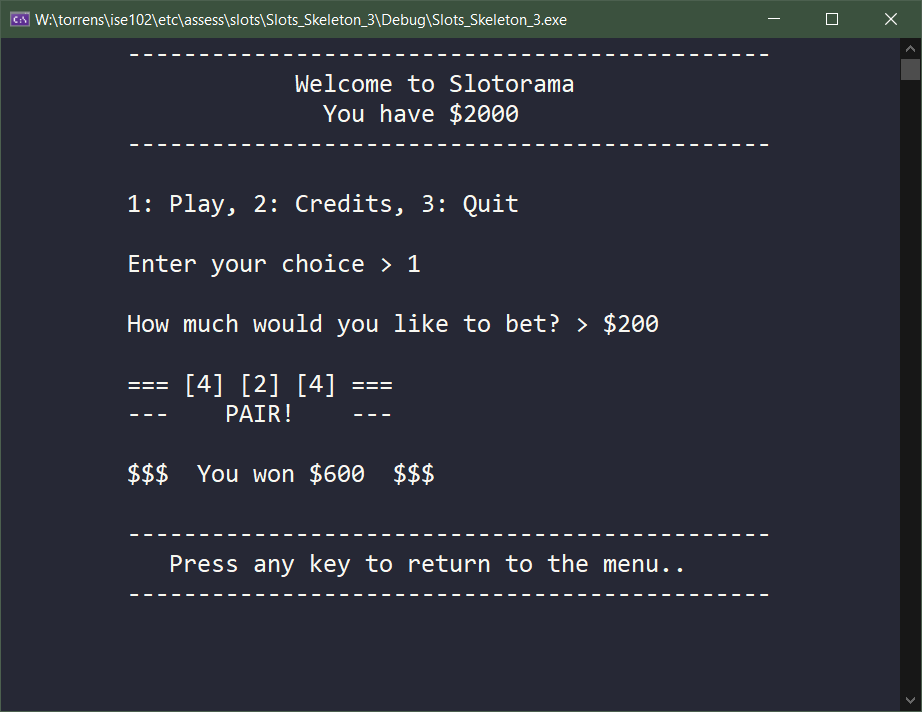 W:\torrens\ise102\etc\assess\slots\Slots_Skeleton_3\Debug\Slots_Skeleton_3.exe
----------------------------------------------
Welcome to Slotorama
You have $2000
----------------------------------------------
1: Play, 2: Credits, 3: Quit
Enter your choice > 1
How much would you like to bet? > $200
=== [4] [2] [4] ===
---    PAIR!    ---
$$$  You won $600  $$$
----------------------------------------------
Press any key to return to the menu..
----------------------------------------------